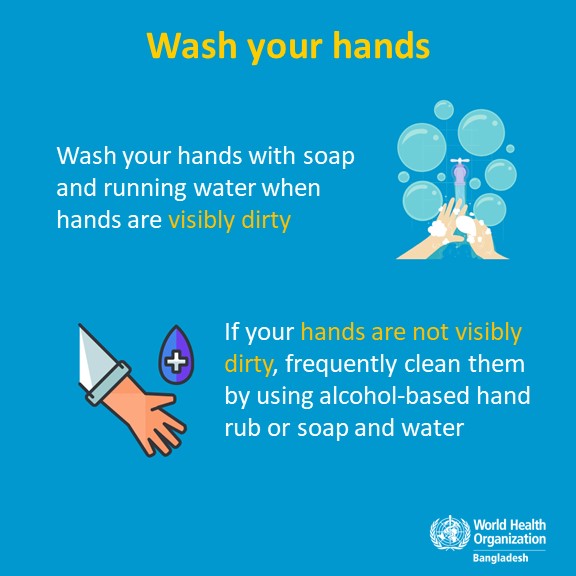 Wash your hands
Wash your hands with soap
and running water when
hands are visibly dirty
If your hands are not visibly
dirty, frequently clean them
by using alcohol-based hand
rub or soap and water
World Health
Organization
Bangladesh